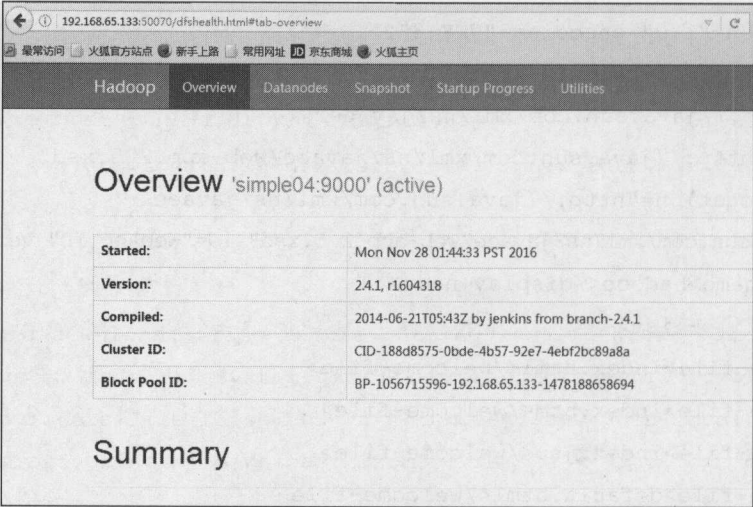 192.168.65.133:50070/dfshealth.html#tab-overview
最常访问 火狐官方站点 新手上路 常用网址 JD 京东商城 火狐主页
Hadoop Overview Datanodes Snapshot Startup Progress Utilities
Overview 'simple04:9000' (active)
Started: Mon Nov 28 01:44:33 PST 2016
Version: 2.4.1, r1604318
Compiled: 2014-06-21T05:43Z by jenkins from branch-2.4.1
Cluster ID: CID-188d8575-0bde-4b57-92e7-4ebf2bc89a8a
Block Pool ID: BP-1056715596-192.168.65.133-1478188658694
Summary